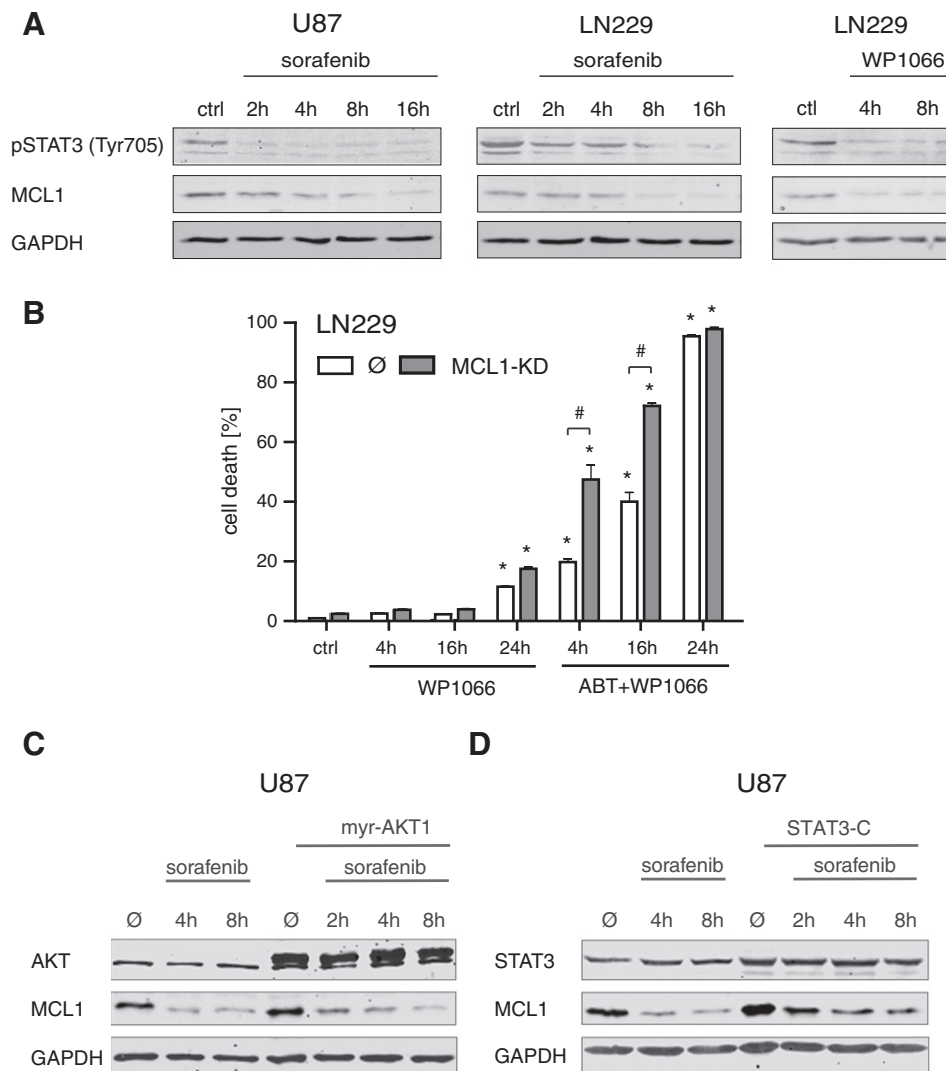 A
U87
LN229
LN229
sorafenib
sorafenib
WP1066
ctrl 2h 4h 8h 16h
ctrl 2h 4h 8h 16h
ctl 4h 8h
pSTAT3 (Tyr705)
MCL1
GAPDH
B
LN229
Ø MCL1-KD
cell death [%]
100
80
60
40
20
0
# #
* * * * * * * *
ctrl 4h 16h 24h 4h 16h 24h
WP1066 ABT+WP1066
C
U87
myr-AKT1
sorafenib sorafenib
Ø 4h 8h Ø 2h 4h 8h
AKT
MCL1
GAPDH
D
U87
STAT3-C
sorafenib sorafenib
Ø 4h 8h Ø 2h 4h 8h
STAT3
MCL1
GAPDH